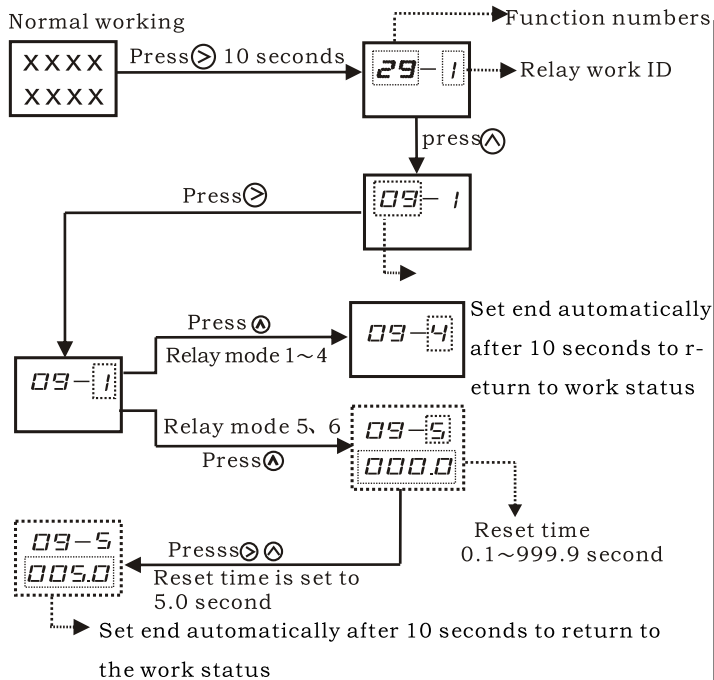 Normal working
Function numbers
XXXX
XXXX
Press 10 seconds
29-1
Relay work ID
press
Press
09-1
Press
Relay mode 1~4
09-4
Set end automatically
after 10 seconds to r-
eturn to work status
09-1
Relay mode 5、6
Press
09-5
000.0
Reset time
0.1~999.9 second
09-5
005.0
Presss
Reset time is set to
5.0 second
Set end automatically after 10 seconds to return to
the work status